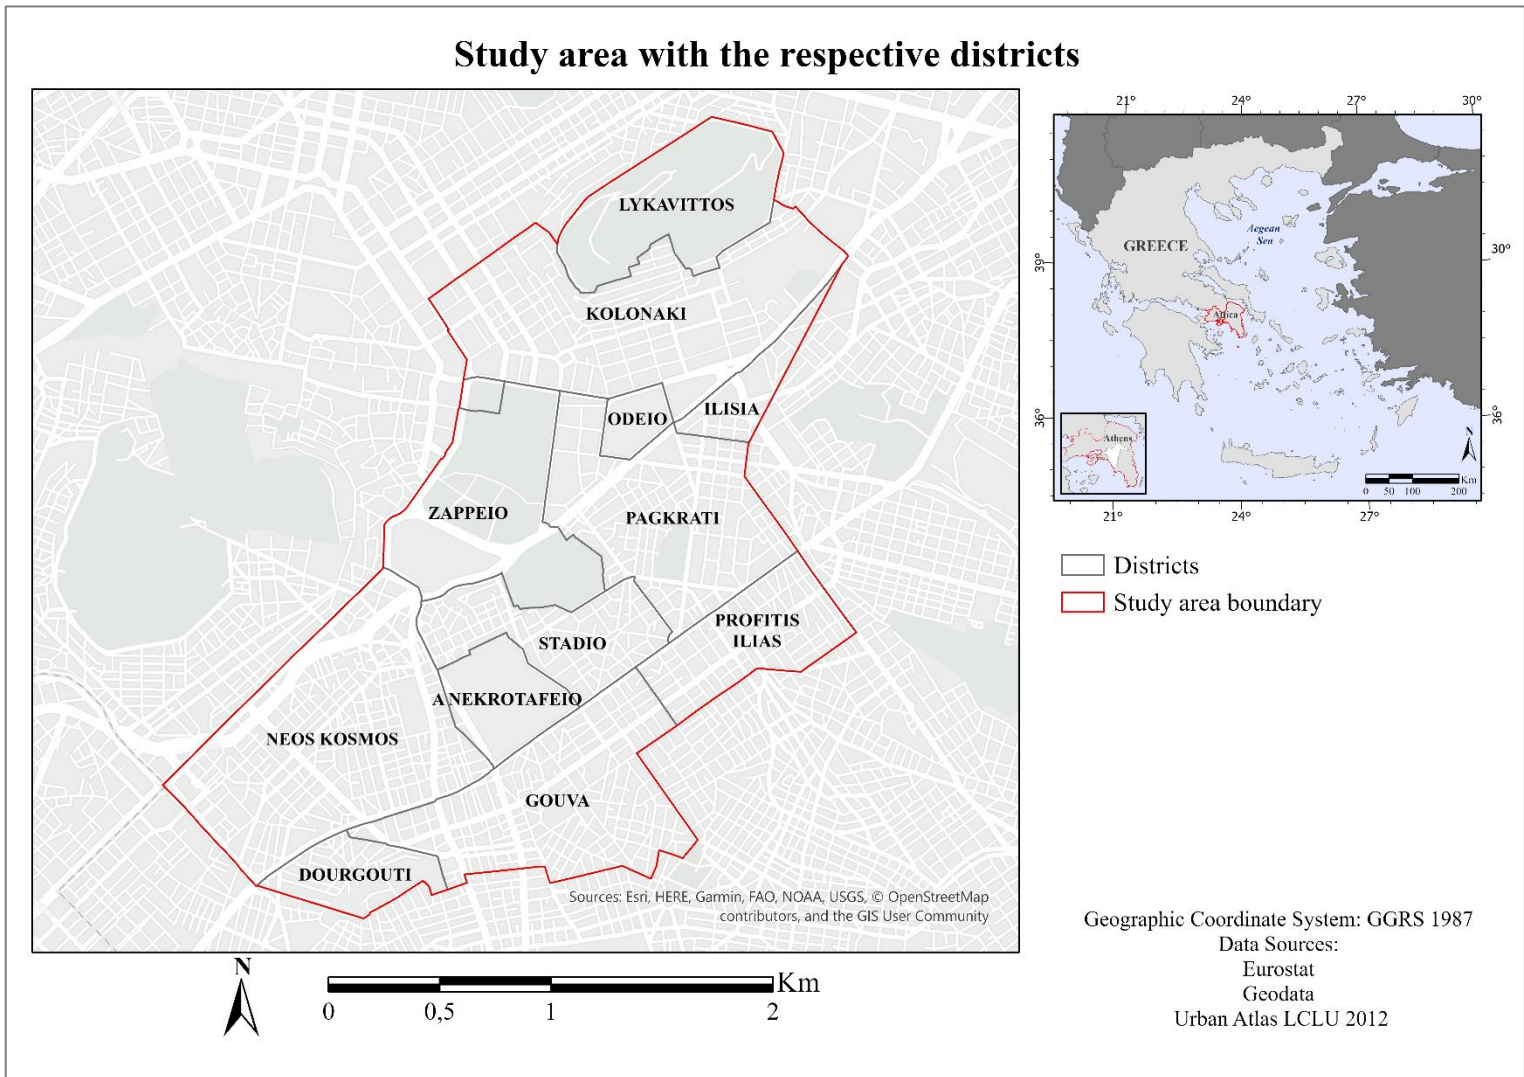 Study area with the respective districts
LYKAVITTOS
KOLONAKI
ODEIO
ILISIA
ZAPPEIO
PAGKRATI
PROFITIS
ILIAS
STADIO
A NEKROTAFEIO
NEOS KOSMOS
GOUVA
DOURGOUTI
Sources: Esri, HERE, Garmin, FAO, NOAA, USGS, © OpenStreetMap
contributors, and the GIS User Community
N
0 0,5 1 2 Km
21° 24° 27° 30°
39°
36°
30°
36°
GREECE
Aegean
Sea
Attica
Athens
N
0 50 100 200 Km
21° 24° 27°
Districts
Study area boundary
Geographic Coordinate System: GGRS 1987
Data Sources:
Eurostat
Geodata
Urban Atlas LCLU 2012